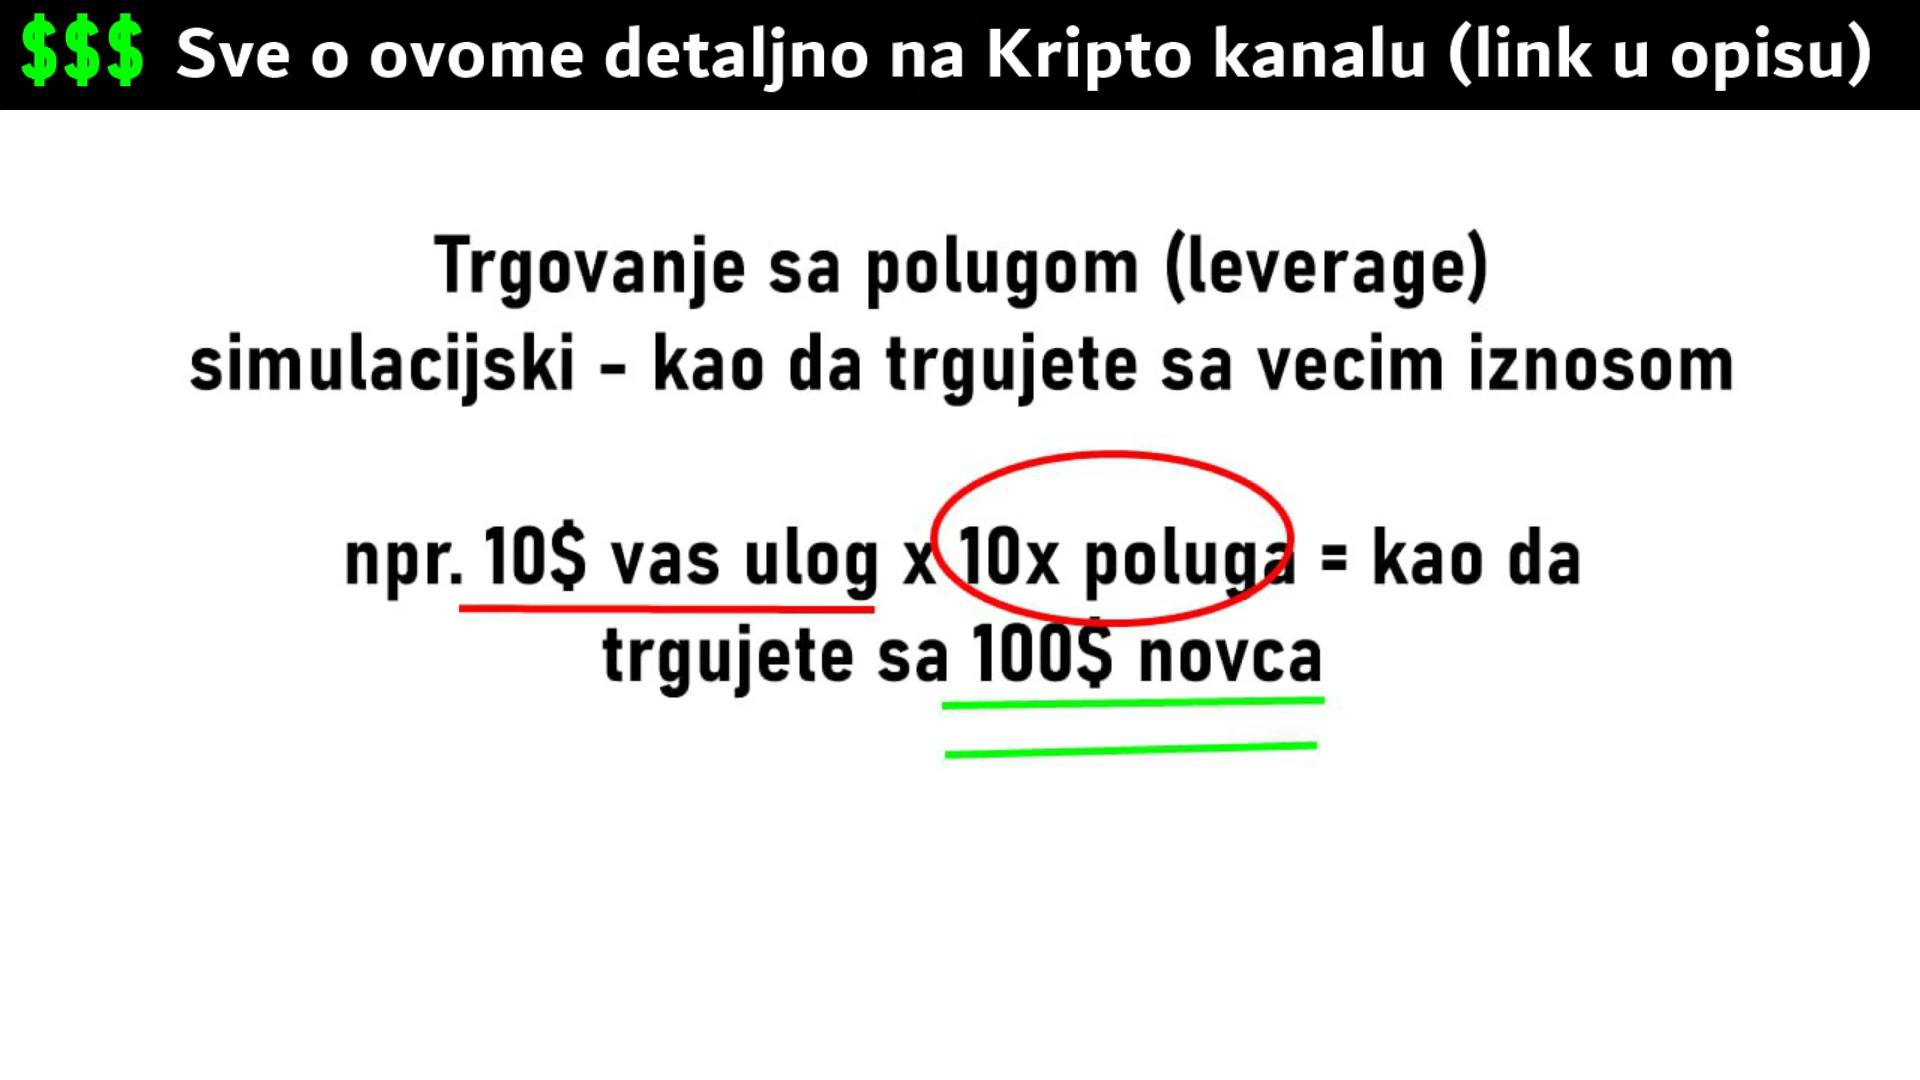 $$$ Sve o ovome detaljno na Kripto kanalu (link u opisu)
Trgovanje sa polugom (leverage)
simulacijski - kao da trgujete sa vecim iznosom
npr. 10$ vas ulog x 10x poluga = kao da
trgujete sa 100$ novca